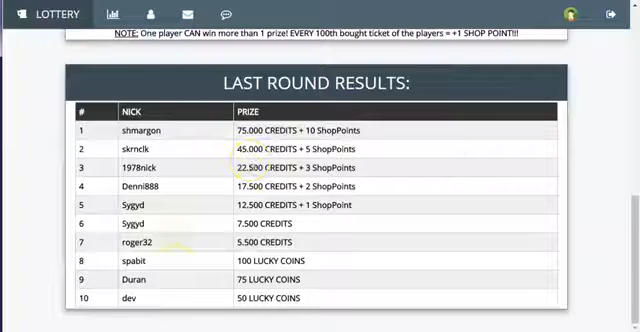 LOTTERY
NOTE: One player CAN win more than 1 prize! EVERY 100th bought ticket of the players = +1 SHOP POINT!!!
LAST ROUND RESULTS:
# NICK PRIZE
1 shmargon 75.000 CREDITS + 10 ShopPoints
2 skrnclk 45.000 CREDITS + 5 ShopPoints
3 1978nick 22.500 CREDITS + 3 ShopPoints
4 Denni888 17.500 CREDITS + 2 ShopPoints
5 Sygyd 12.500 CREDITS + 1 ShopPoint
6 Sygyd 7.500 CREDITS
7 roger32 5.500 CREDITS
8 spabit 100 LUCKY COINS
9 Duran 75 LUCKY COINS
10 dev 50 LUCKY COINS